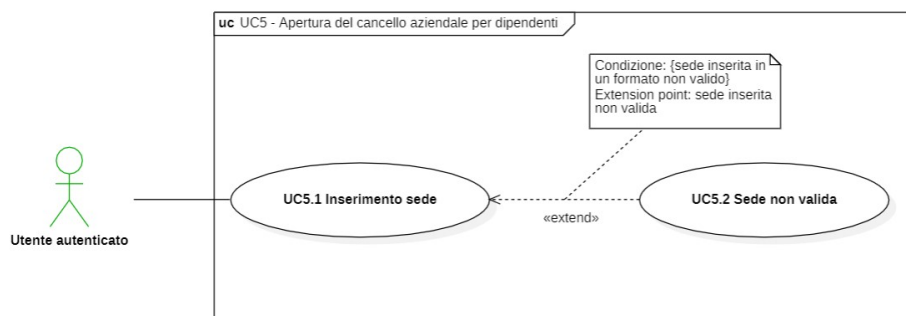 uc UC5 - Apertura del cancello aziendale per dipendenti
Condizione: {sede inserita in
un formato non valido}
Extension point: sede inserita
non valida
UC5.1 Inserimento sede
UC5.2 Sede non valida
«extend»
Utente autenticato